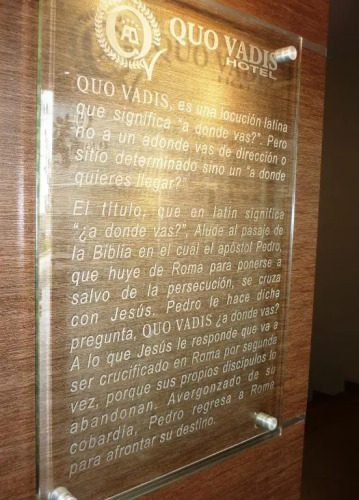 QUO VADIS
HOTEL
QUO VADIS, es una locución latina
que significa "a donde vas?". Pero
no a un adonde vas de dirección o
sitio determinado sino un "a donde
quieres llegar?"
El título, que en latín significa
"¿a donde vas?", Alude al pasaje de
la Biblia en el cual el apóstol Pedro,
que huye de Roma para ponerse a
salvo de la persecución, se cruza
con Jesús. Pedro le hace dicha
pregunta, QUO VADIS ¿a donde vas?
A lo que Jesús le responde que va a
ser crucificado en Roma por segunda
vez, porque sus propios discípulos lo
abandonan. Avergonzado de su
cobardía, Pedro regresa a Roma
para afrontar su destino.